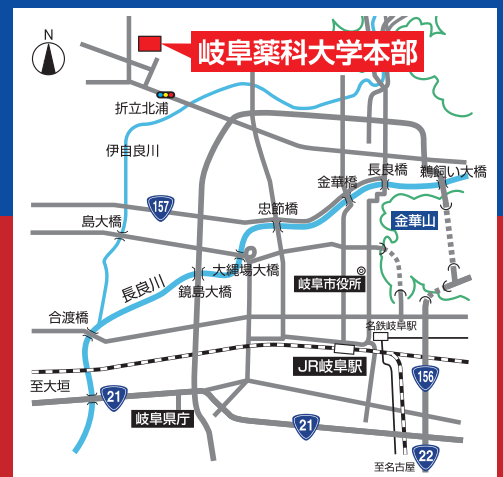 N
岐阜薬科大学本部
折立北浦
伊自良川
長良橋
鵜飼い大橋
金華橋
157
忠節橋
金華山
島大橋
大縄場大橋
長良川
鏡島大橋
岐阜市役所
合渡橋
名鉄岐阜駅
JR岐阜駅
至大垣
156
21
岐阜県庁
21
22
至名古屋